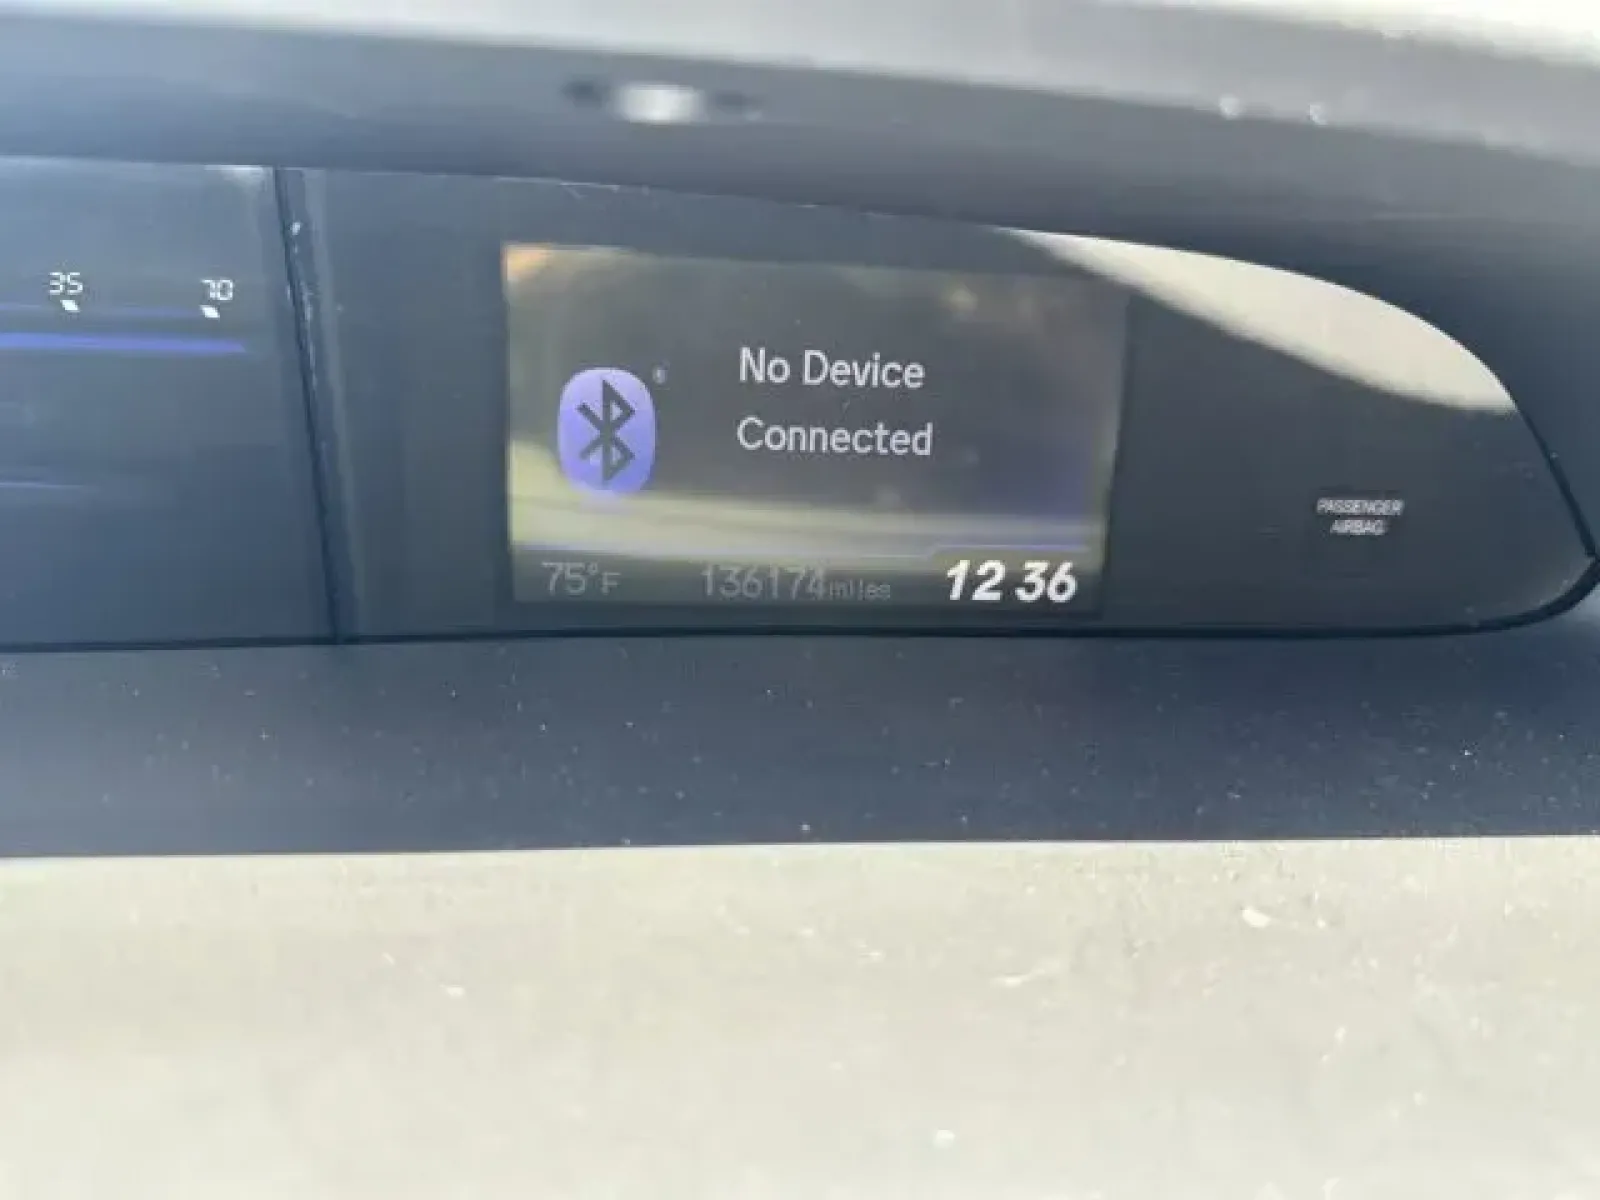 35 70
No Device
Connected
75°F 136174miles 12 36
PASSENGER
AIRBAG